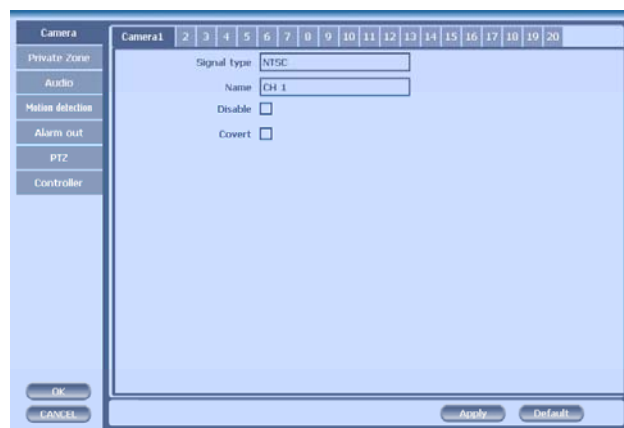 Camera
Private Zone
Audio
Motion detection
Alarm out
PTZ
Controller
OK
CANCEL
Camera1 2 3 4 5 6 7 8 9 10 11 12 13 14 15 16 17 18 19 20
Signal type NTSC
Name CH 1
Disable
Covert
Apply Default